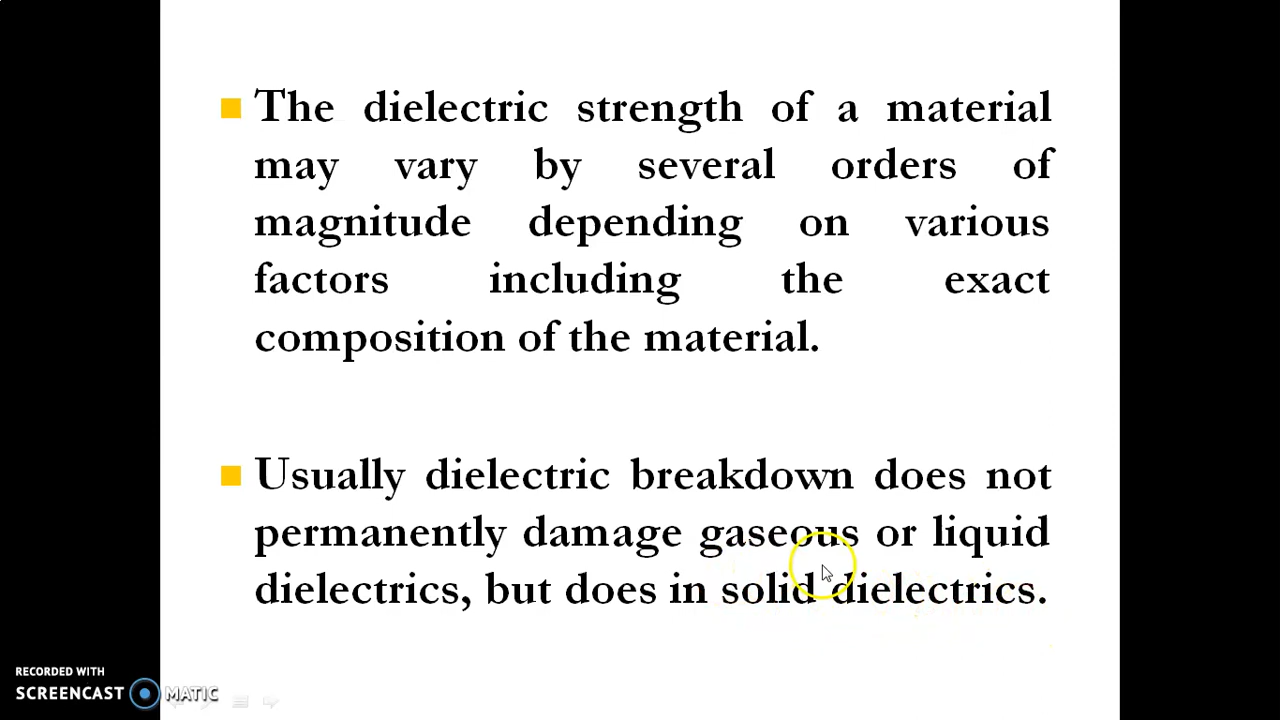 The dielectric strength of a material
may vary by several orders of
magnitude depending on various
factors including the exact
composition of the material.
Usually dielectric breakdown does not
permanently damage gaseous or liquid
dielectrics, but does in solid dielectrics.
RECORDED WITH
SCREENCAST MATIC